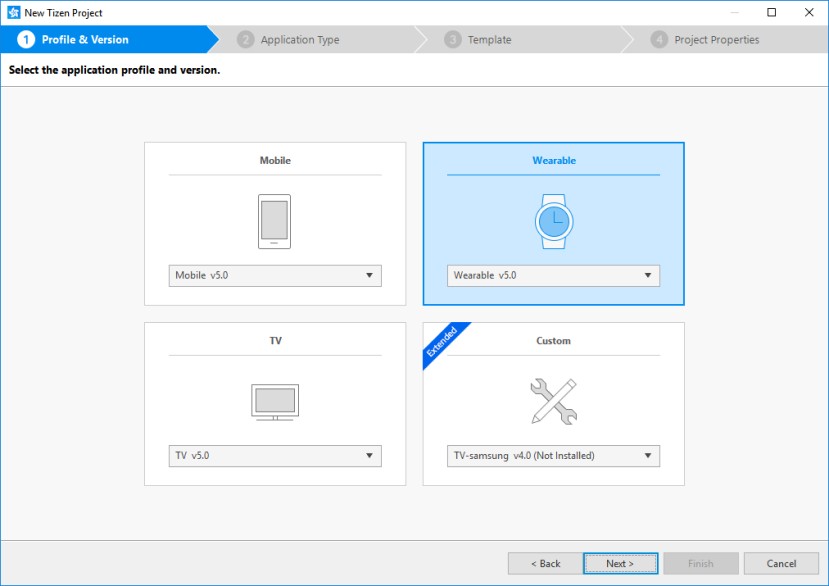 New Tizen Project
1 Profile & Version 2 Application Type 3 Template 4 Project Properties
Select the application profile and version.
Mobile
Mobile v5.0
Wearable
Wearable v5.0
TV
TV v5.0
Extended
Custom
TV-samsung v4.0 (Not Installed)
< Back Next > Finish Cancel